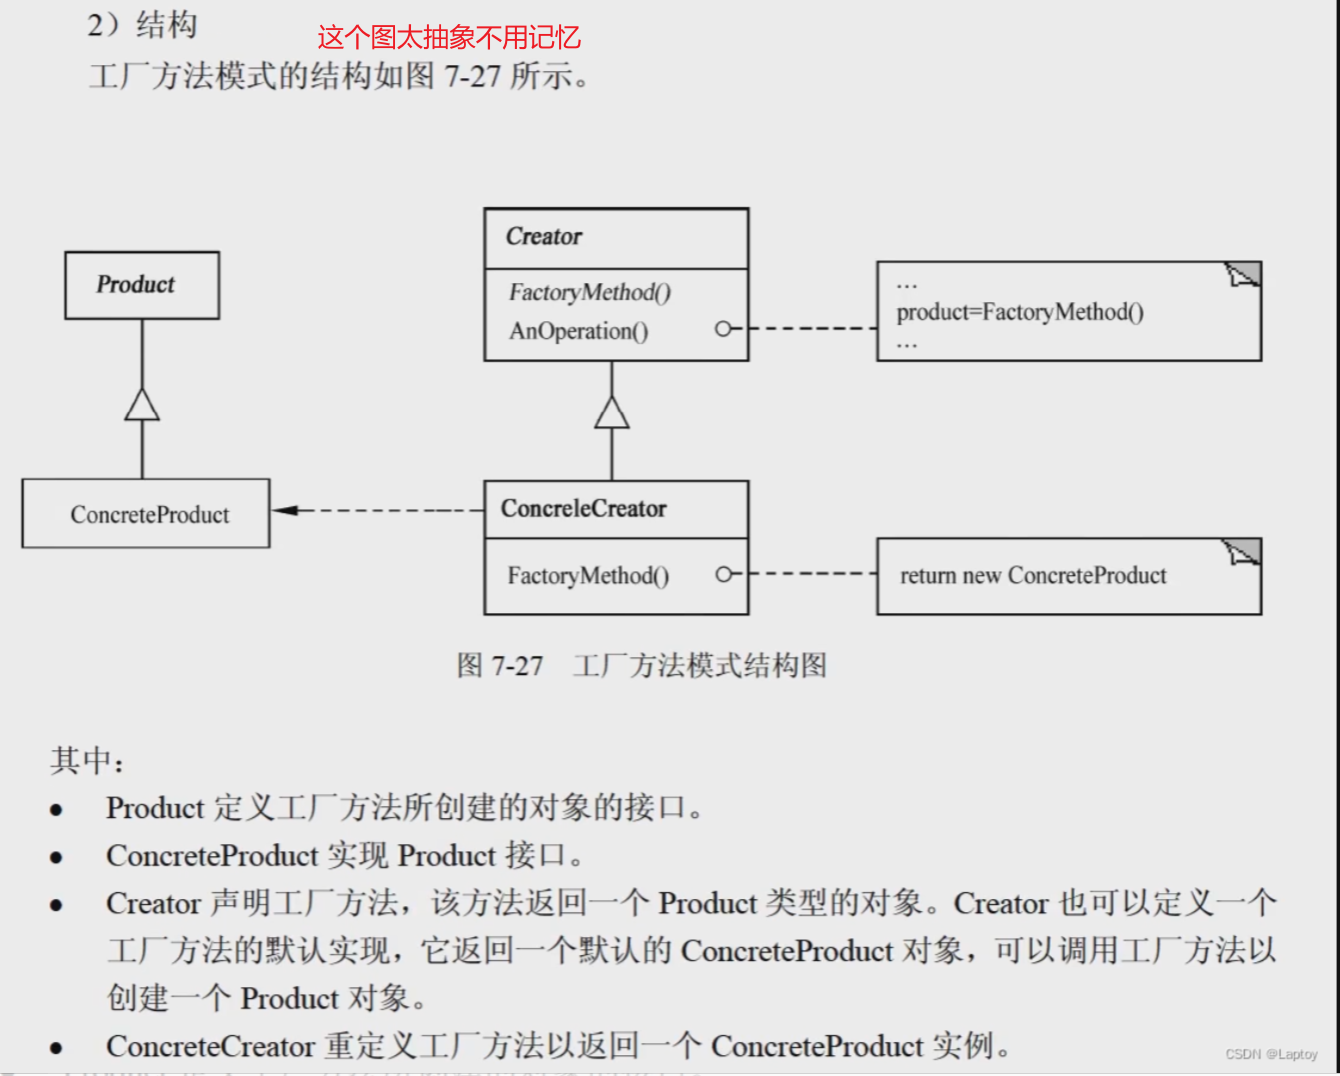 2）结构
这个图太抽象不用记忆
工厂方法模式的结构如图 7-27 所示。
Creator
Product
FactoryMethod()
AnOperation()
...
product=FactoryMethod()
...
ConcreteProduct
ConcreleCreator
FactoryMethod()
return new ConcreteProduct
图 7-27 工厂方法模式结构图
其中：
● Product 定义工厂方法所创建的对象的接口。
● ConcreteProduct 实现 Product 接口。
● Creator 声明工厂方法，该方法返回一个 Product 类型的对象。Creator 也可以定义一个
工厂方法的默认实现，它返回一个默认的 ConcreteProduct 对象，可以调用工厂方法以
创建一个 Product 对象。
● ConcreteCreator 重定义工厂方法以返回一个 ConcreteProduct 实例。
CSDN @Laptoy